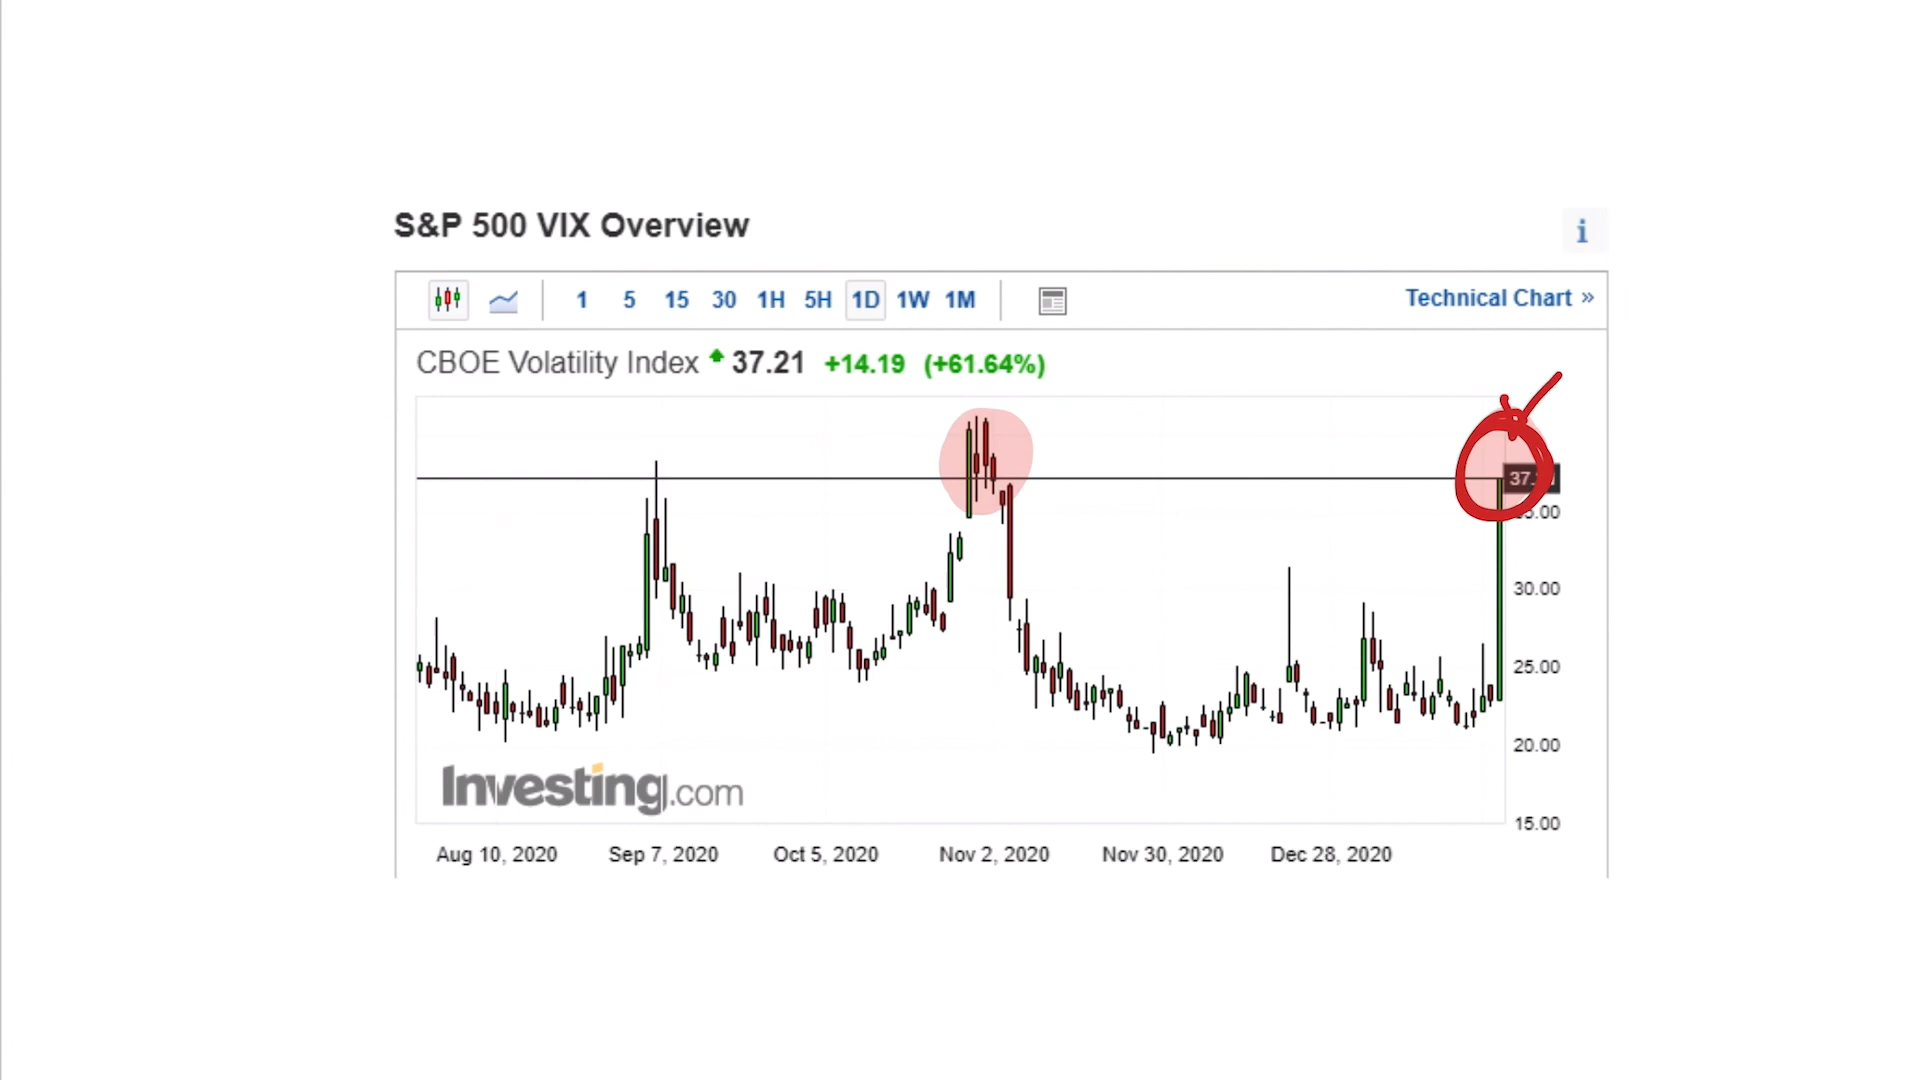 S&P 500 VIX Overview
i
1 5 15 30 1H 5H 1D 1W 1M
Technical Chart »
CBOE Volatility Index 37.21 +14.19 (+61.64%)
30.00
25.00
20.00
15.00
Investing.com
Aug 10, 2020 Sep 7, 2020 Oct 5, 2020 Nov 2, 2020 Nov 30, 2020 Dec 28, 2020